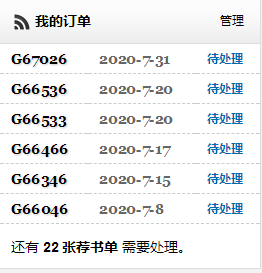 我的订单 管理
G67026 2020-7-31 待处理
G66536 2020-7-20 待处理
G66533 2020-7-20 待处理
G66466 2020-7-17 待处理
G66346 2020-7-15 待处理
G66046 2020-7-8 待处理
还有 22 张荐书单 需要处理。